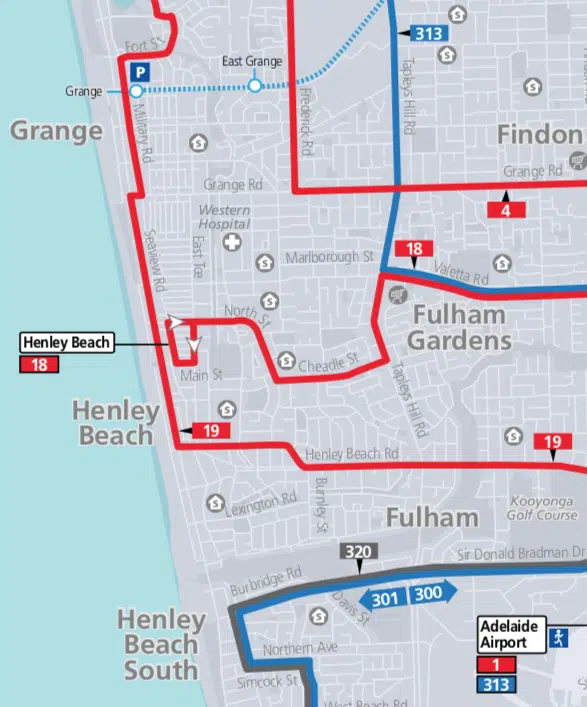 313
Fort St
P
East Grange
Grange
Tapleys Hill Rd
Military Rd
Frederick Rd
Grange
Findon
Grange Rd
Grange Rd
4
Western
Hospital
18
Seaview Rd
East Tce
Marlborough St
Valetta Rd
North St
Fulham
Gardens
Henley Beach
18
Cheadle St
Main St
Tapleys Hill Rd
Henley
Beach
19
19
Henley Beach Rd
Lexington Rd
Burnley St
Kooyonga
Golf Course
Fulham
320
Sir Donald Bradman Dr
Burbridge Rd
301
300
Davis St
Henley
Beach
South
Adelaide
Airport
1
313
Northern Ave
Simcock St
West Beach Rd
S
S
S
S
S
S
S
S
S
S
S